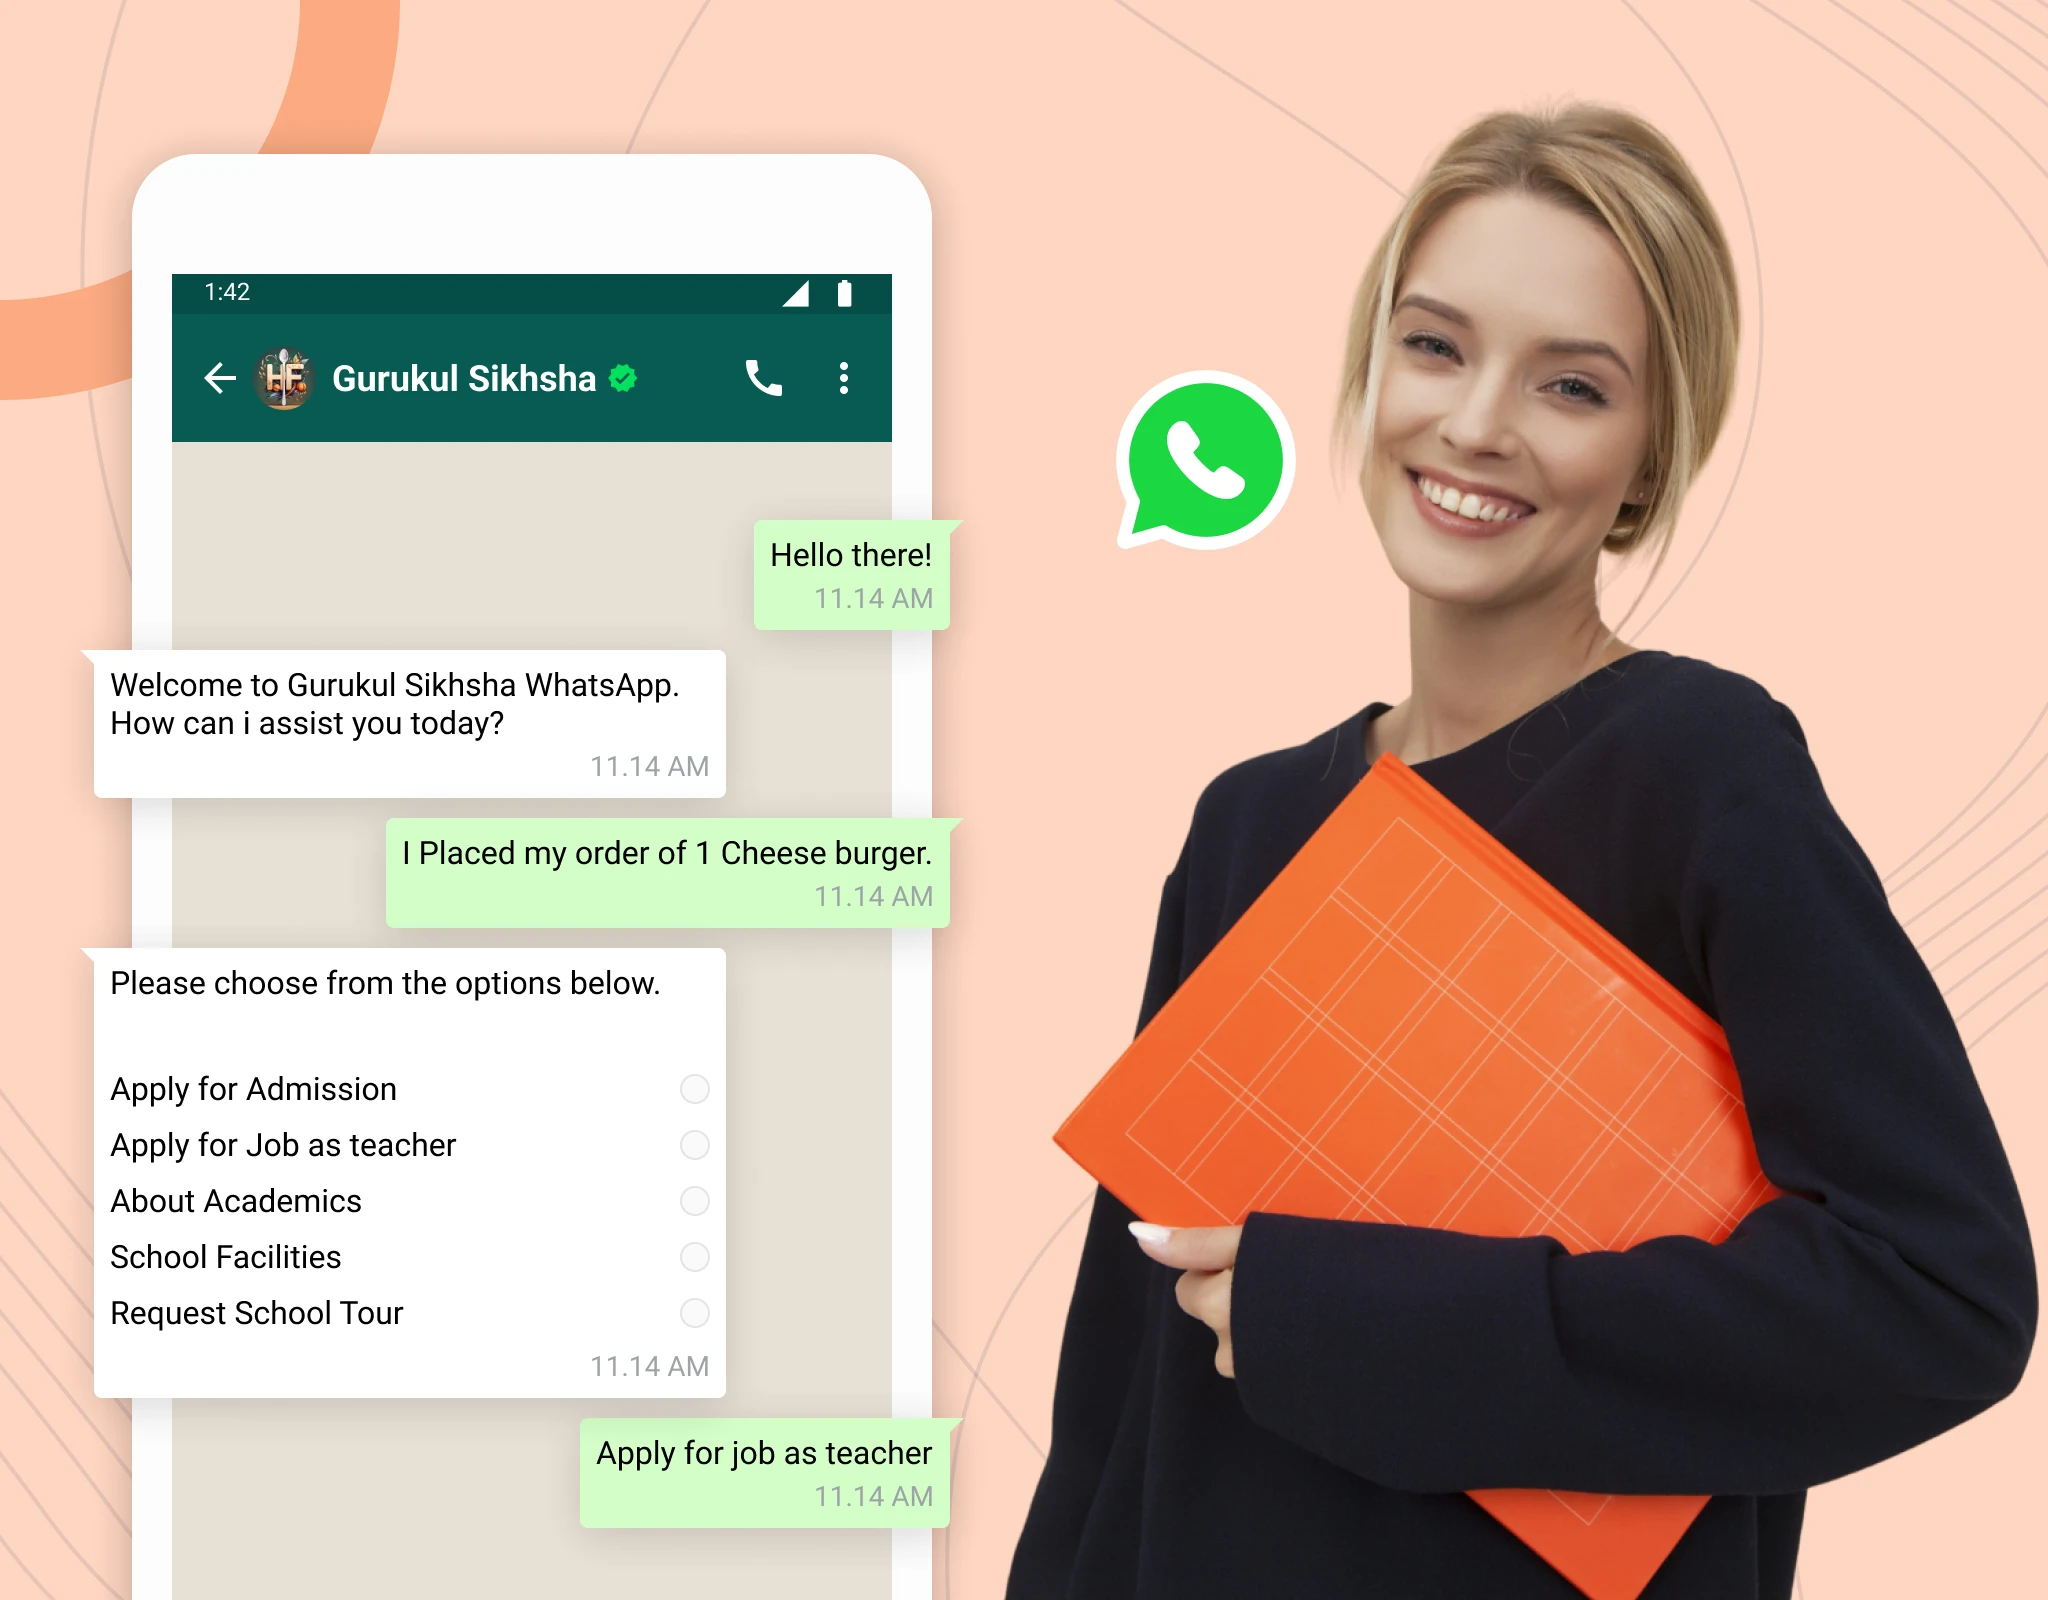 1:42
HF
Gurukul Sikhsha
Hello there!
11.14 AM
Welcome to Gurukul Sikhsha WhatsApp.
How can i assist you today?
11.14 AM
I Placed my order of 1 Cheese burger.
11.14 AM
Please choose from the options below.
Apply for Admission
Apply for Job as teacher
About Academics
School Facilities
Request School Tour
11.14 AM
Apply for job as teacher
11.14 AM